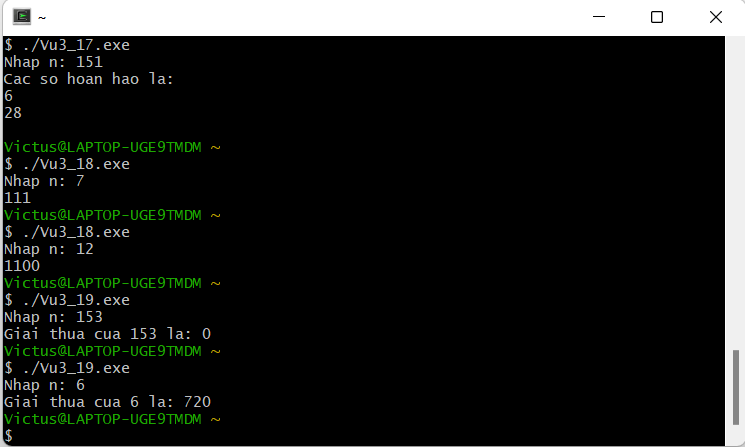 ~
$ ./Vu3_17.exe
Nhap n: 151
Cac so hoan hao la:
6
28
Victus@LAPTOP-UGE9TMDM ~
$ ./Vu3_18.exe
Nhap n: 7
111
Victus@LAPTOP-UGE9TMDM ~
$ ./Vu3_18.exe
Nhap n: 12
1100
Victus@LAPTOP-UGE9TMDM ~
$ ./Vu3_19.exe
Nhap n: 153
Giai thua cua 153 la: 0
Victus@LAPTOP-UGE9TMDM ~
$ ./Vu3_19.exe
Nhap n: 6
Giai thua cua 6 la: 720
Victus@LAPTOP-UGE9TMDM ~
$